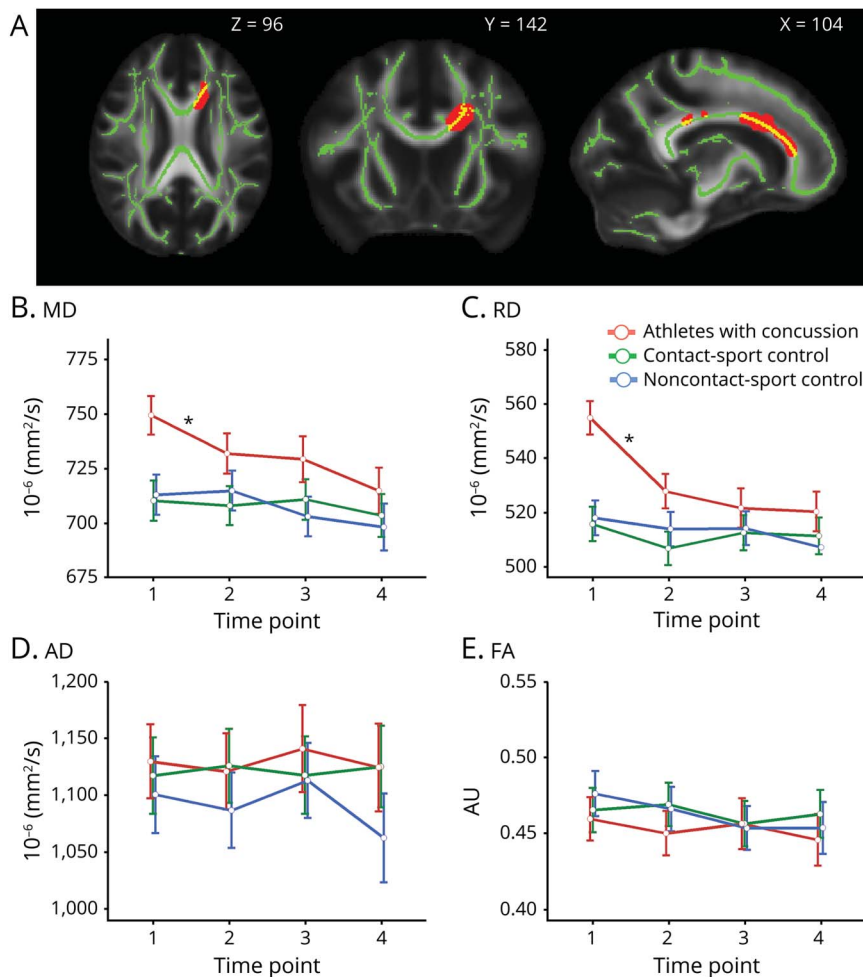 A
Z = 96
Y = 142
X = 104
B. MD
775
750
725
700
675
10⁻⁶ (mm²/s)
*
1 2 3 4
Time point
C. RD
Athletes with concussion
Contact-sport control
Noncontact-sport control
580
560
540
520
500
10⁻⁶ (mm²/s)
*
1 2 3 4
Time point
D. AD
1,200
1,150
1,100
1,050
1,000
10⁻⁶ (mm²/s)
1 2 3 4
Time point
E. FA
0.55
0.50
0.45
0.40
AU
1 2 3 4
Time point